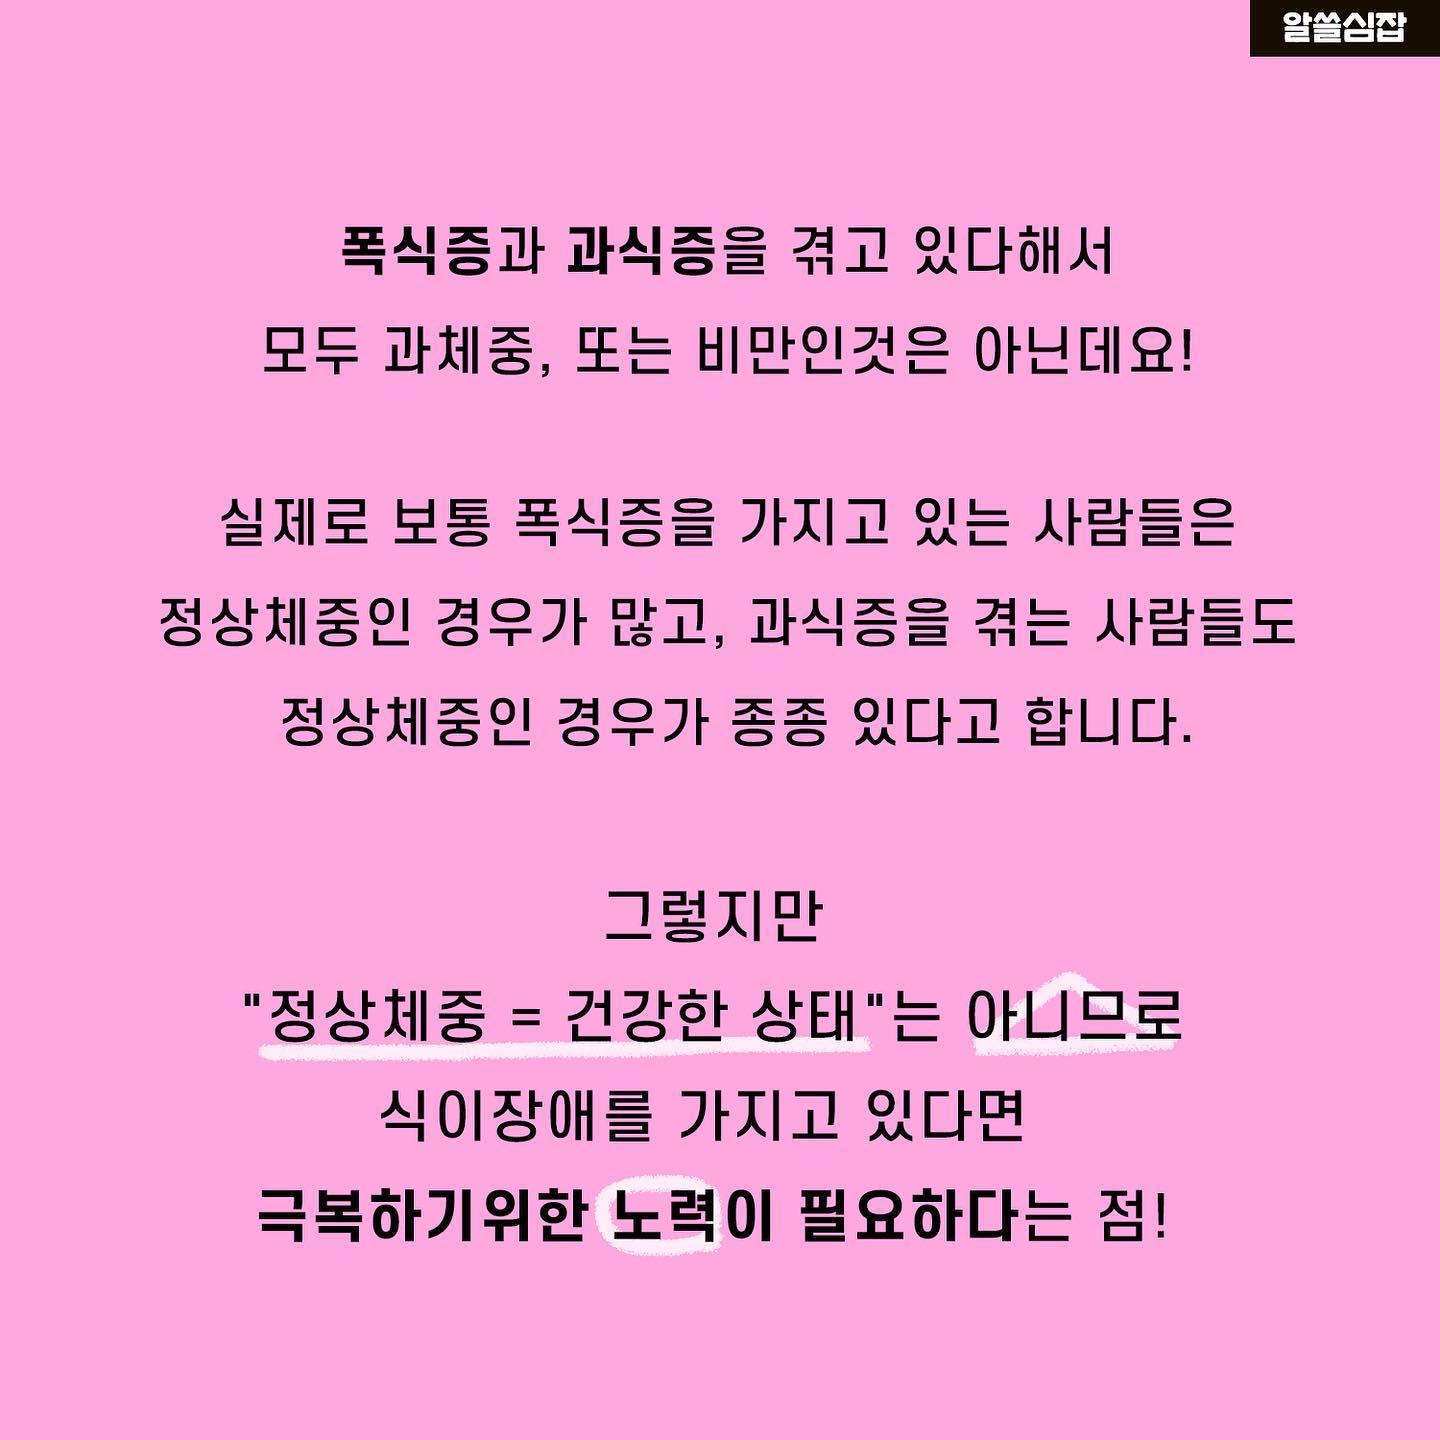 알쓸심잡
폭식증과 과식증을 겪고 있다해서
모두 과체중, 또는 비만인것은 아닌데요!
실제로 보통 폭식증을 가지고 있는 사람들은
정상체중인 경우가 많고, 과식증을 겪는 사람들도
정상체중인 경우가 종종 있다고 합니다.
그렇지만
"정상체중 = 건강한 상태"는 아니므로
식이장애를 가지고 있다면
극복하기위한 노력이 필요하다는 점!